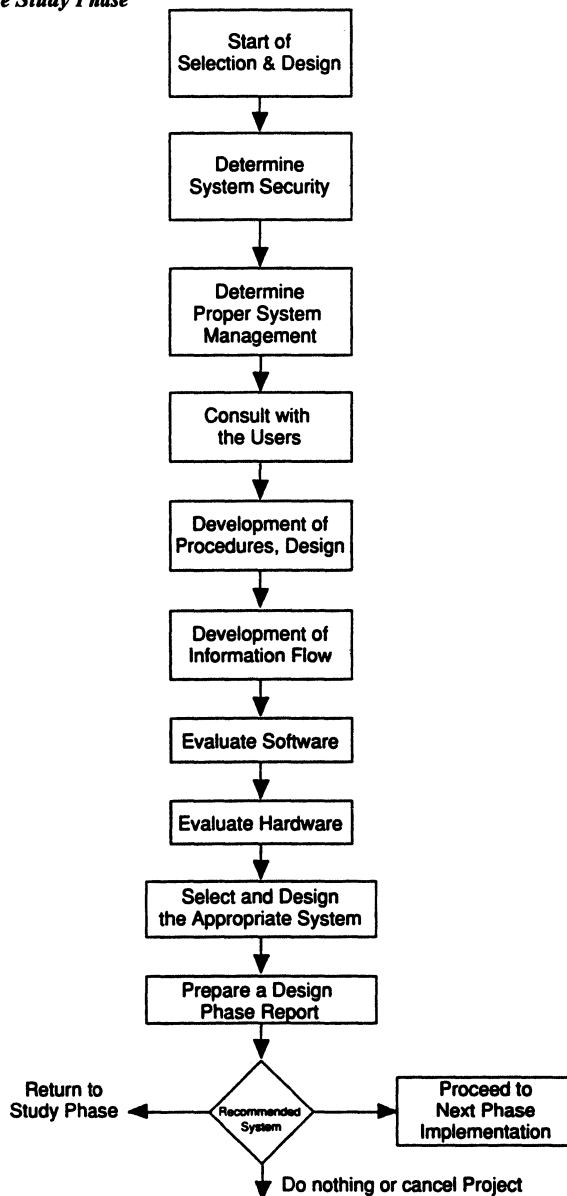 e Study Phase
Start of
Selection & Design
Determine
System Security
Determine
Proper System
Management
Consult with
the Users
Development of
Procedures, Design
Development of
Information Flow
Evaluate Software
Evaluate Hardware
Select and Design
the Appropriate System
Prepare a Design
Phase Report
Return to
Study Phase
Recommended
System
Proceed to
Next Phase
Implementation
Do nothing or cancel Project